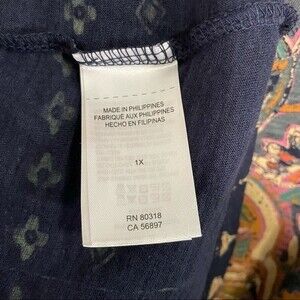 MADE IN PHILIPPINES
FABRIQUÉ AUX PHILIPPINES
HECHO EN FILIPINAS
1X
RN 80318
CA 56897